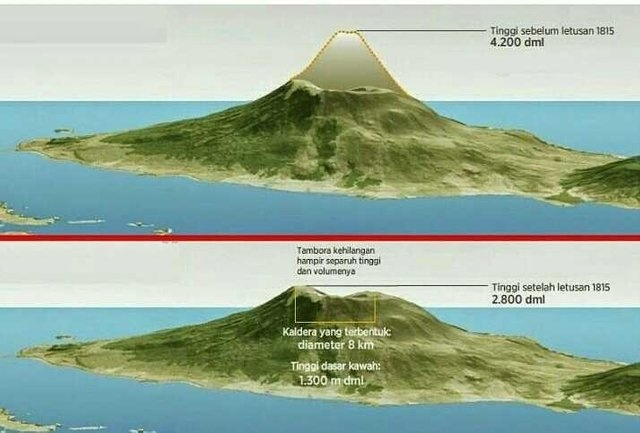 Tinggi sebelum letusan 1815
4.200 dml
Tambora kehilangan
hampir separuh tinggi
dan volumenya
Tinggi setelah letusan 1815
2.800 dml
Kaldera yang terbentuk:
diameter 8 km
Tinggi dasar kawah:
1.300 m dml